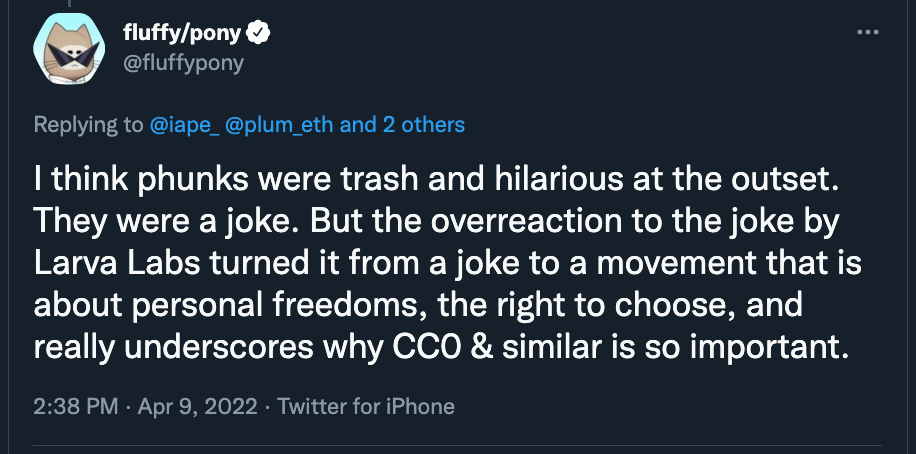 fluffy/pony
@fluffypony
Replying to @iape_ @plum_eth and 2 others
I think phunks were trash and hilarious at the outset.
They were a joke. But the overreaction to the joke by
Larva Labs turned it from a joke to a movement that is
about personal freedoms, the right to choose, and
really underscores why CC0 & similar is so important.
2:38 PM · Apr 9, 2022 · Twitter for iPhone